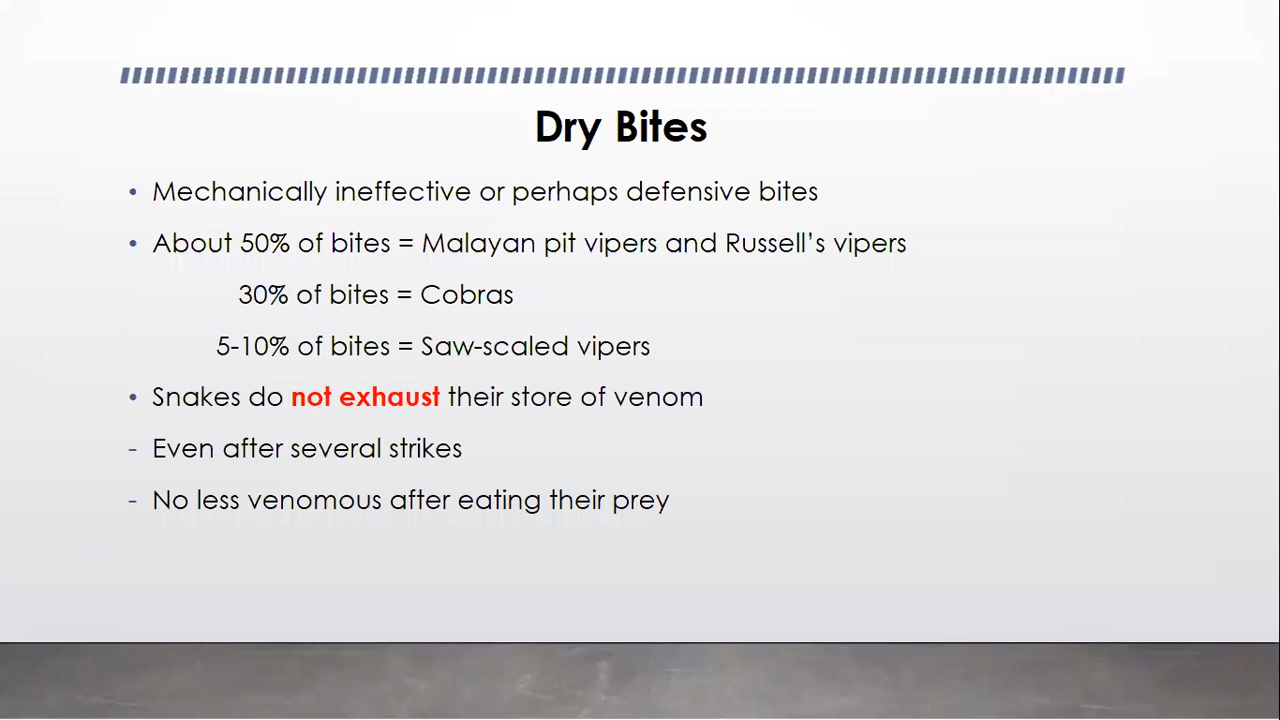 Dry Bites
• Mechanically ineffective or perhaps defensive bites
• About 50% of bites = Malayan pit vipers and Russell’s vipers
30% of bites = Cobras
5-10% of bites = Saw-scaled vipers
• Snakes do not exhaust their store of venom
- Even after several strikes
- No less venomous after eating their prey